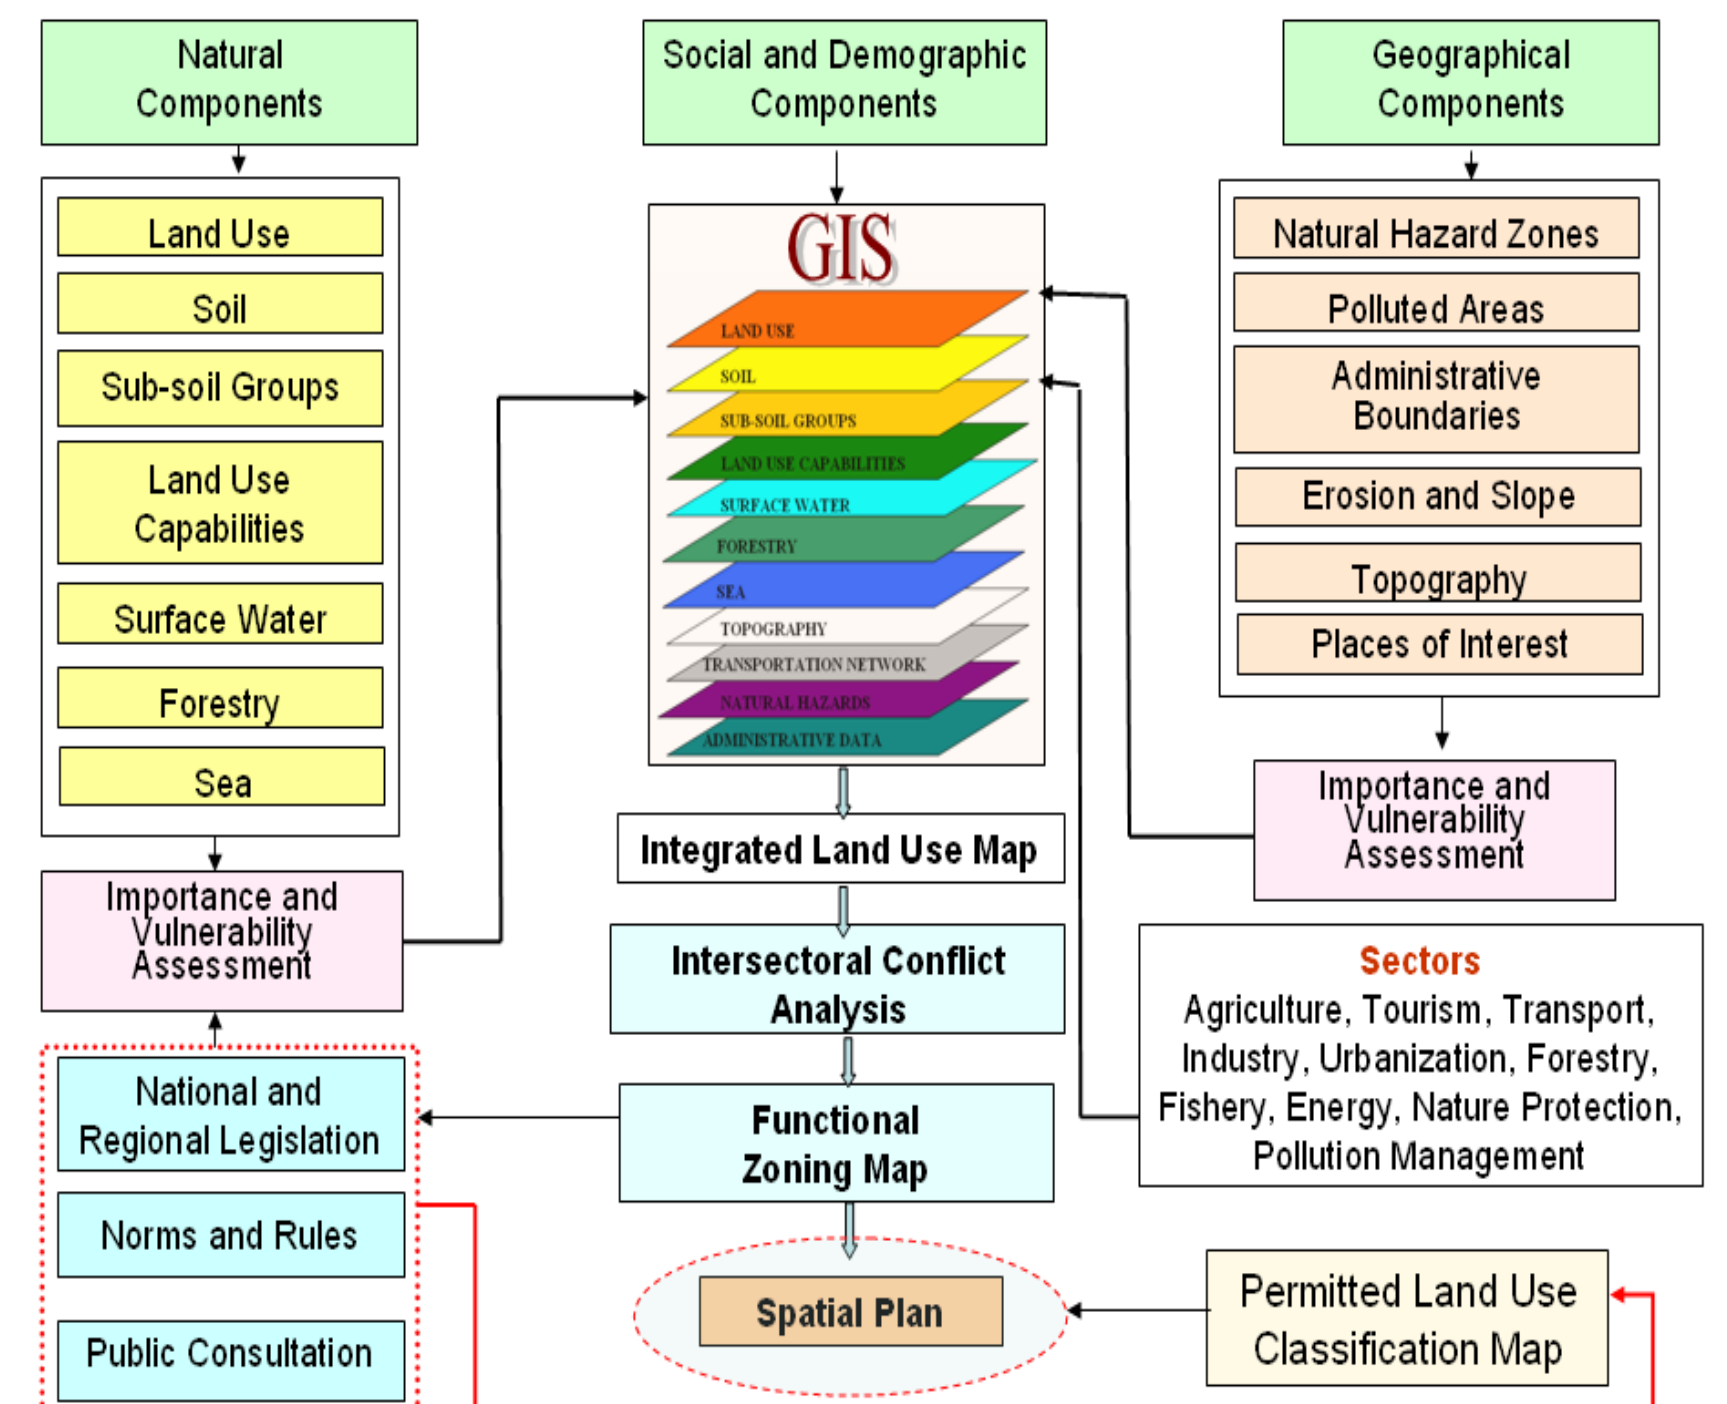 Natural
Components
Social and Demographic
Components
Geographical
Components
Land Use
Soil
Sub-soil Groups
Land Use
Capabilities
Surface Water
Forestry
Sea
Importance and
Vulnerability
Assessment
National and
Regional Legislation
Norms and Rules
Public Consultation
GIS
LAND USE
SOIL
SUB-SOIL GROUPS
LAND USE CAPABILITIES
SURFACE WATER
FORESTRY
SEA
TOPOGRAPHY
TRANSPORTATION NETWORK
NATURAL HAZARDS
ADMINISTRATIVE DATA
Integrated Land Use Map
Intersectoral Conflict
Analysis
Functional
Zoning Map
Spatial Plan
Natural Hazard Zones
Polluted Areas
Administrative
Boundaries
Erosion and Slope
Topography
Places of Interest
Importance and
Vulnerability
Assessment
Sectors
Agriculture, Tourism, Transport,
Industry, Urbanization, Forestry,
Fishery, Energy, Nature Protection,
Pollution Management
Permitted Land Use
Classification Map